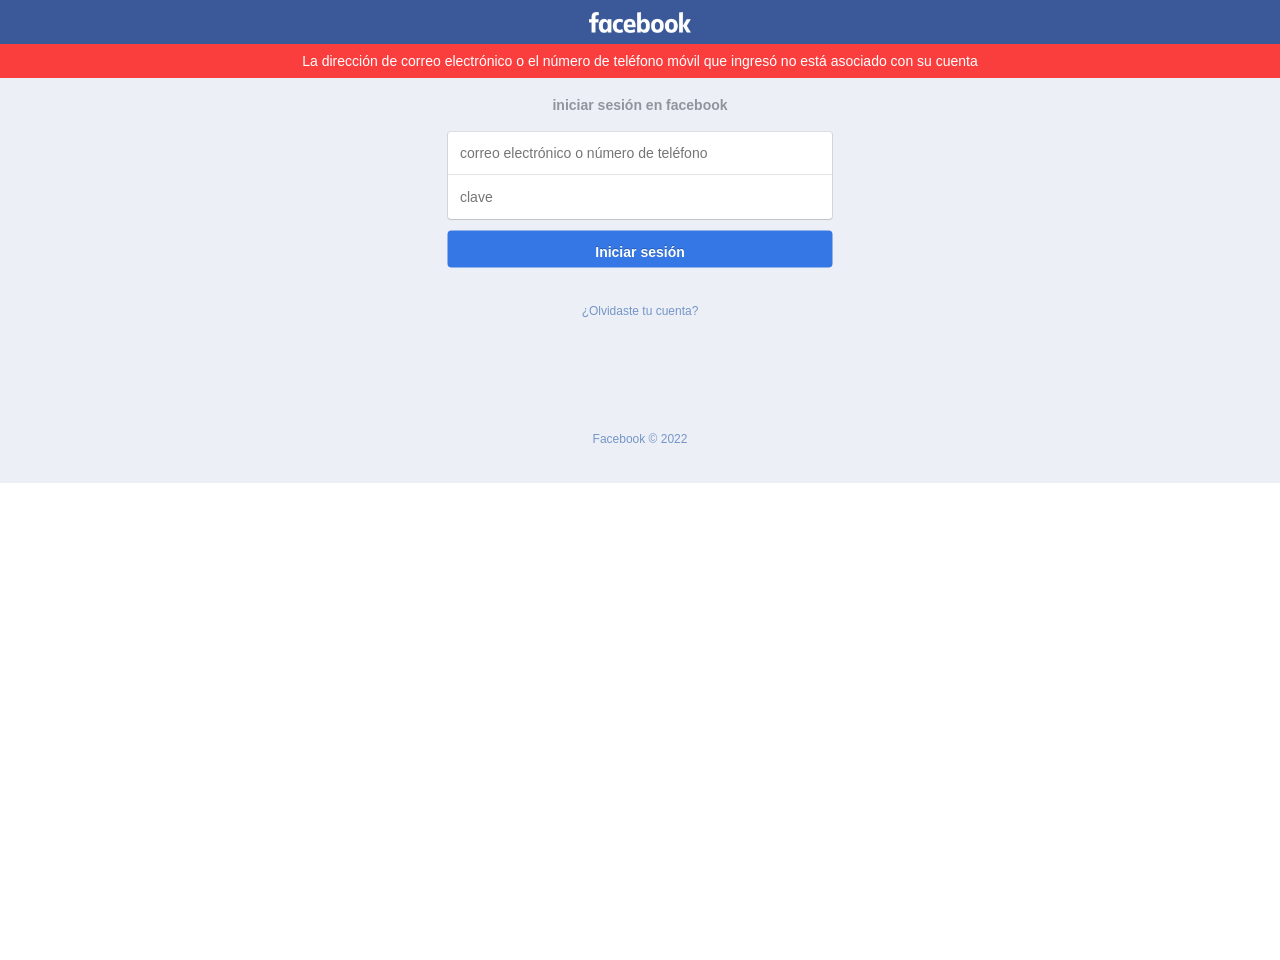 facebook
La dirección de correo electrónico o el número de teléfono móvil que ingresó no está asociado con su cuenta
iniciar sesión en facebook
correo electrónico o número de teléfono
clave
Iniciar sesión
¿Olvidaste tu cuenta?
Facebook © 2022